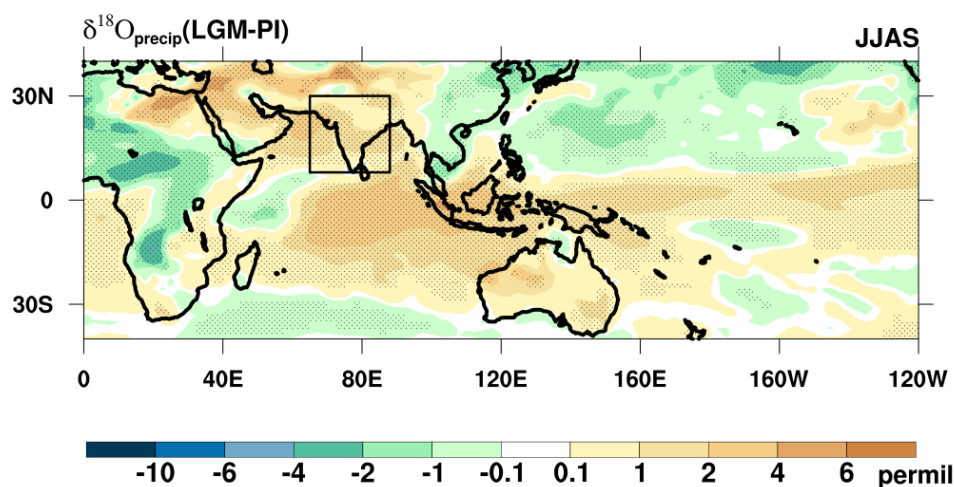 δ¹⁸Oₚᵣₑcᵢₚ(LGM-PI)
JJAS
30N
0
30S
0 40E 80E 120E 160E 160W 120W
-10 -6 -4 -2 -1 -0.1 0.1 1 2 4 6 permil